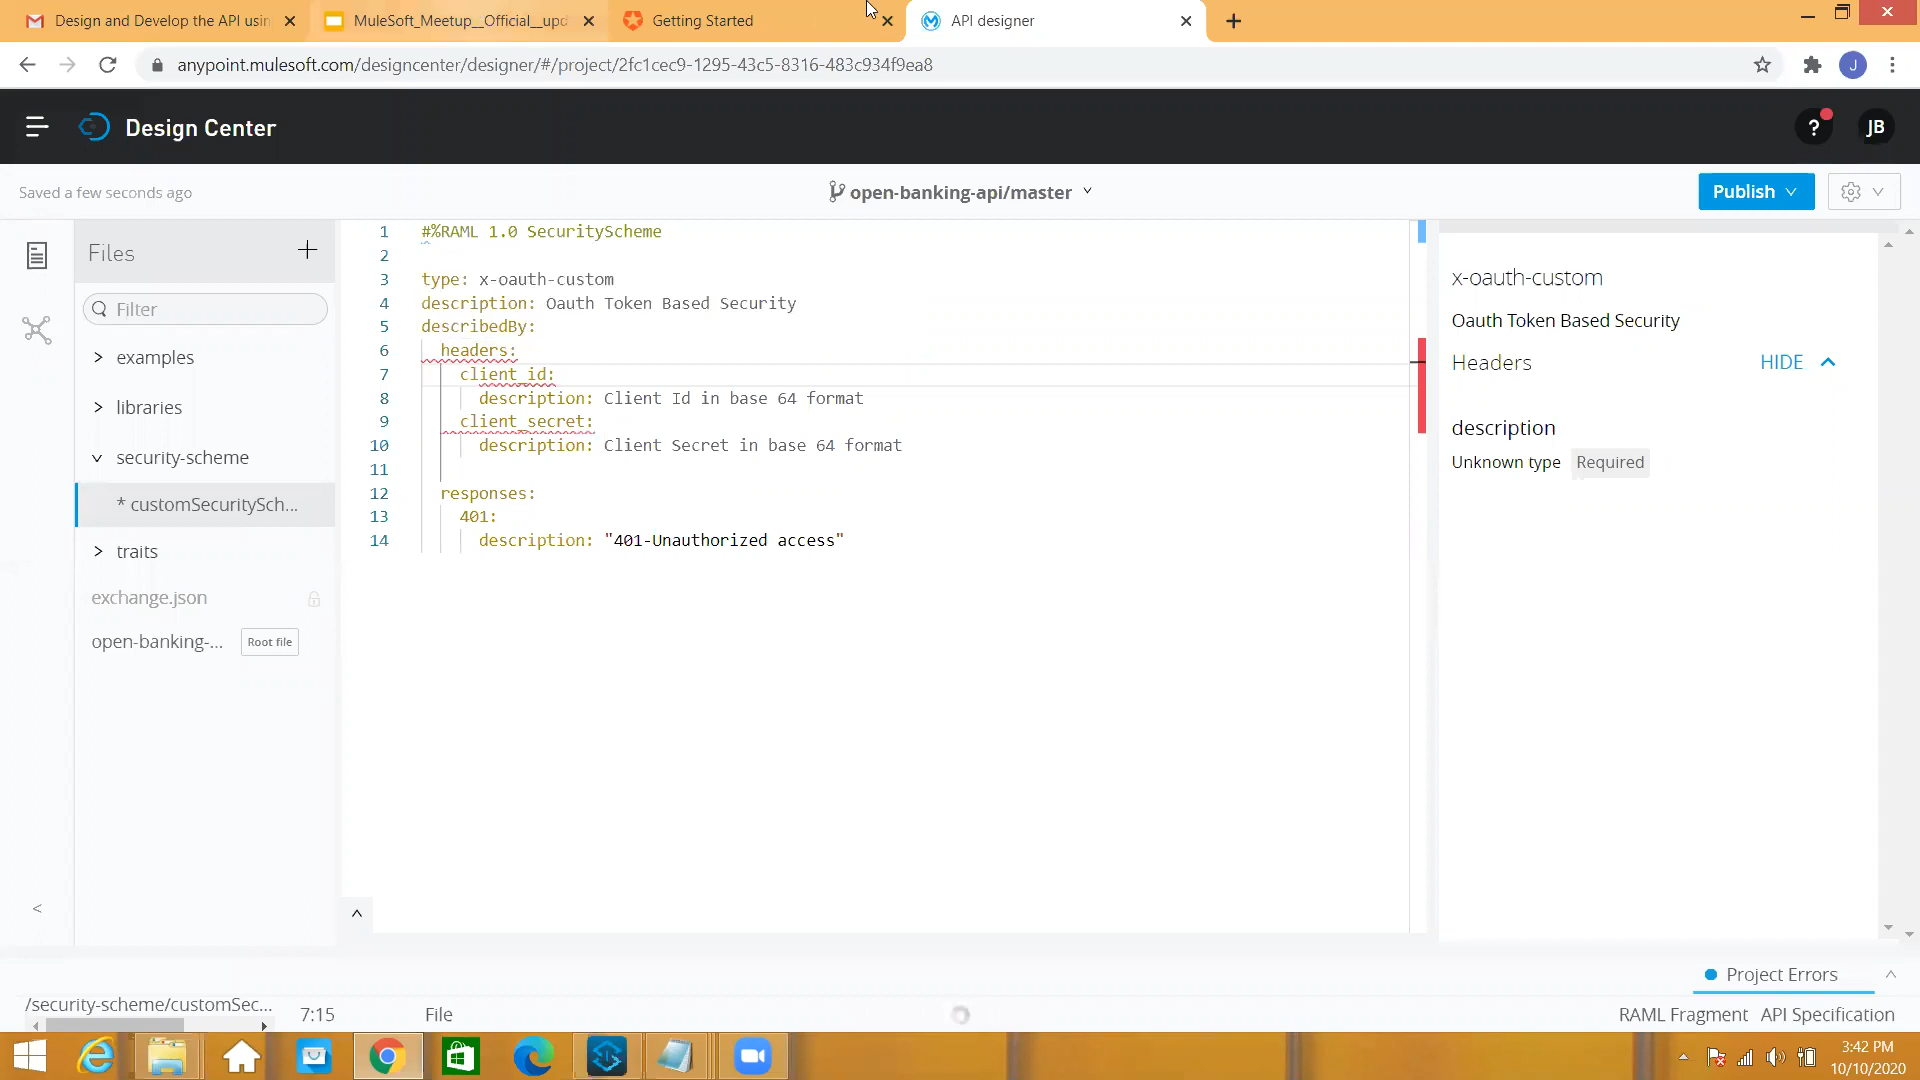 Design and Develop the API usin
MuleSoft_Meetup__Official__upd
Getting Started
API designer
anypoint.mulesoft.com/designcenter/designer/#/project/2fc1cec9-1295-43c5-8316-483c934f9ea8
J
Design Center
?
JB
Saved a few seconds ago
open-banking-api/master
Publish
Files
Filter
examples
libraries
security-scheme
* customSecuritySch...
traits
exchange.json
open-banking-...
Root file
1 #%RAML 1.0 SecurityScheme
2
3 type: x-oauth-custom
4 description: Oauth Token Based Security
5 describedBy:
6 headers:
7 client_id:
8 description: Client Id in base 64 format
9 client_secret:
10 description: Client Secret in base 64 format
11
12 responses:
13 401:
14 description: "401-Unauthorized access"
x-oauth-custom
Oauth Token Based Security
Headers HIDE
description
Unknown type Required
Project Errors
/security-scheme/customSec...
7:15
File
RAML Fragment API Specification
3:42 PM
10/10/2020